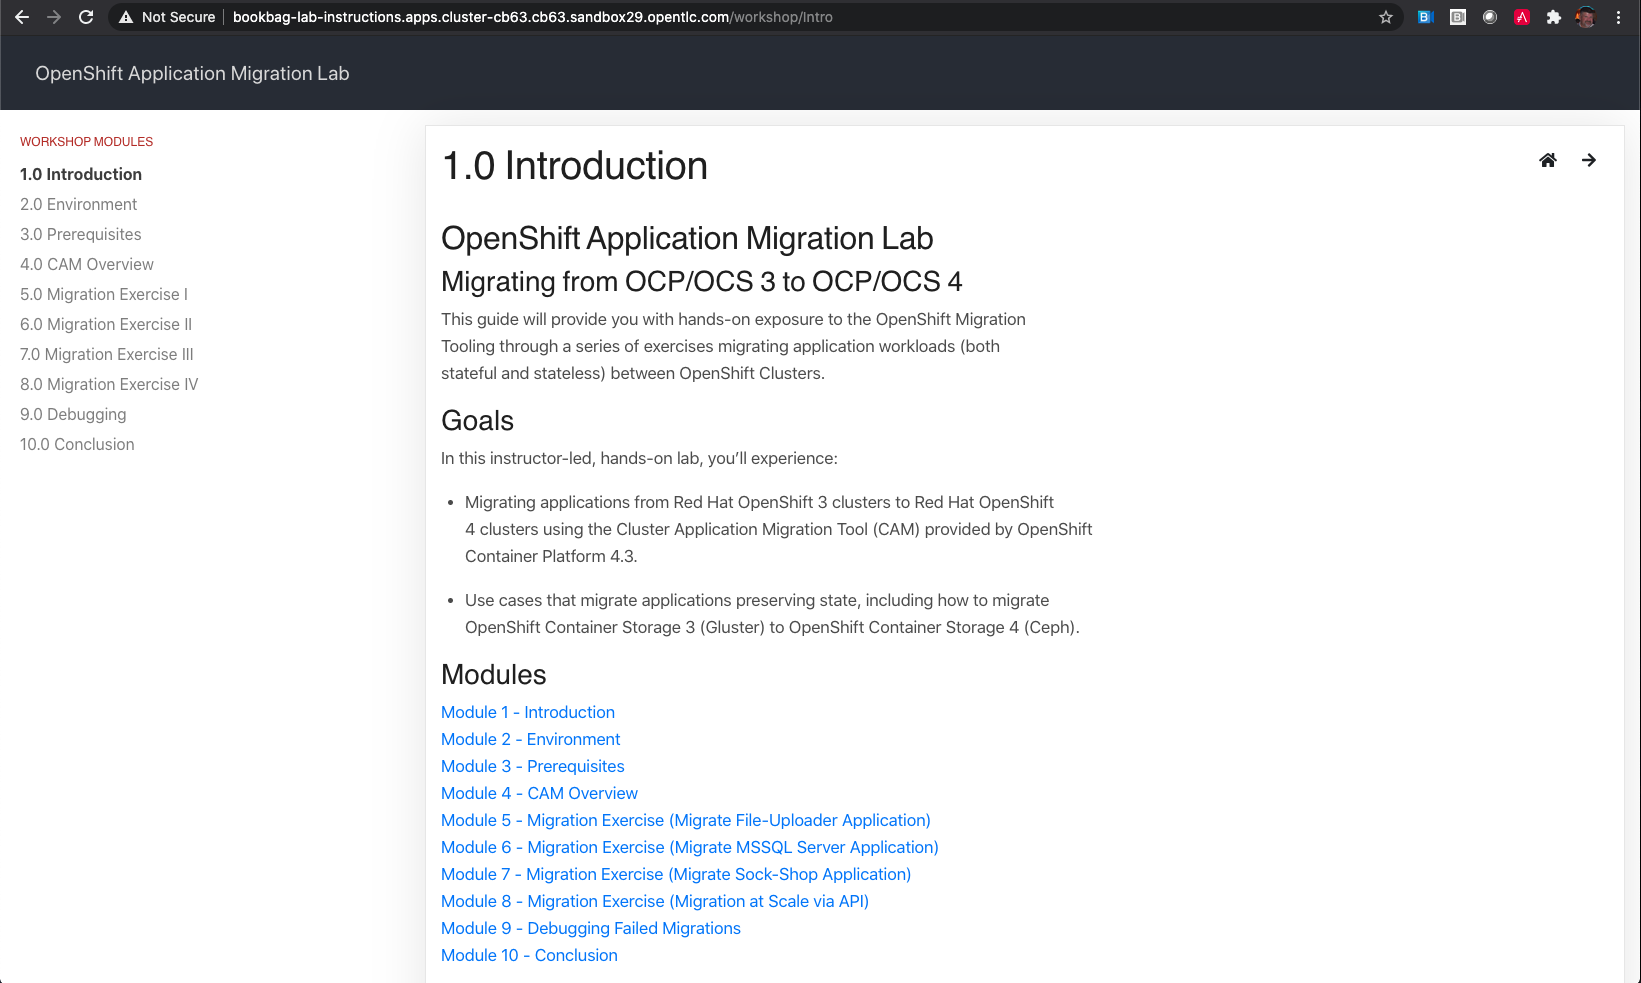 Not Secure | bookbag-lab-instructions.apps.cluster-cb63.cb63.sandbox29.opentlc.com/workshop/Intro
OpenShift Application Migration Lab
WORKSHOP MODULES
1.0 Introduction
2.0 Environment
3.0 Prerequisites
4.0 CAM Overview
5.0 Migration Exercise I
6.0 Migration Exercise II
7.0 Migration Exercise III
8.0 Migration Exercise IV
9.0 Debugging
10.0 Conclusion
1.0 Introduction
OpenShift Application Migration Lab
Migrating from OCP/OCS 3 to OCP/OCS 4
This guide will provide you with hands-on exposure to the OpenShift Migration
Tooling through a series of exercises migrating application workloads (both
stateful and stateless) between OpenShift Clusters.
Goals
In this instructor-led, hands-on lab, you’ll experience:
• Migrating applications from Red Hat OpenShift 3 clusters to Red Hat OpenShift
4 clusters using the Cluster Application Migration Tool (CAM) provided by OpenShift
Container Platform 4.3.
• Use cases that migrate applications preserving state, including how to migrate
OpenShift Container Storage 3 (Gluster) to OpenShift Container Storage 4 (Ceph).
Modules
Module 1 - Introduction
Module 2 - Environment
Module 3 - Prerequisites
Module 4 - CAM Overview
Module 5 - Migration Exercise (Migrate File-Uploader Application)
Module 6 - Migration Exercise (Migrate MSSQL Server Application)
Module 7 - Migration Exercise (Migrate Sock-Shop Application)
Module 8 - Migration Exercise (Migration at Scale via API)
Module 9 - Debugging Failed Migrations
Module 10 - Conclusion